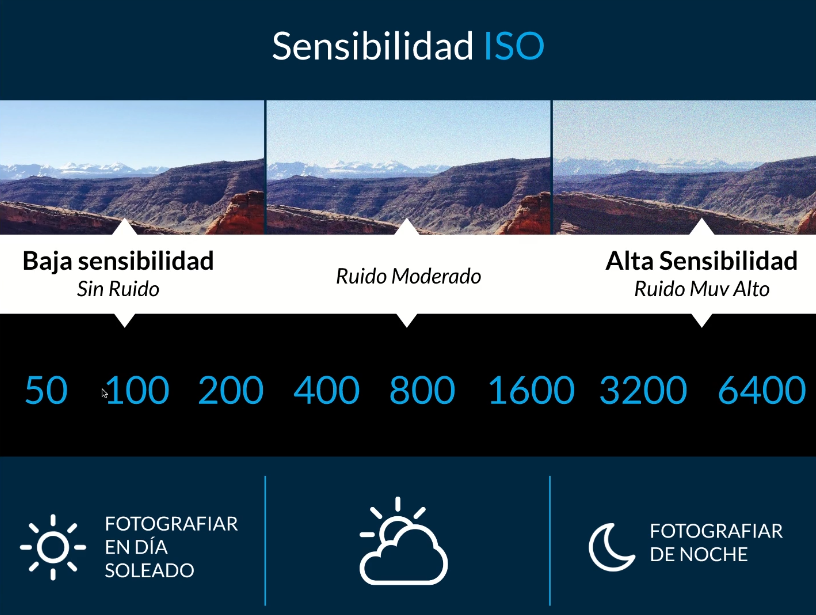 Sensibilidad ISO
Baja sensibilidad
Sin Ruido
Ruido Moderado
Alta Sensibilidad
Ruido Muv Alto
50 100 200 400 800 1600 3200 6400
FOTOGRAFIAR
EN DÍA
SOLEADO
FOTOGRAFIAR
DE NOCHE